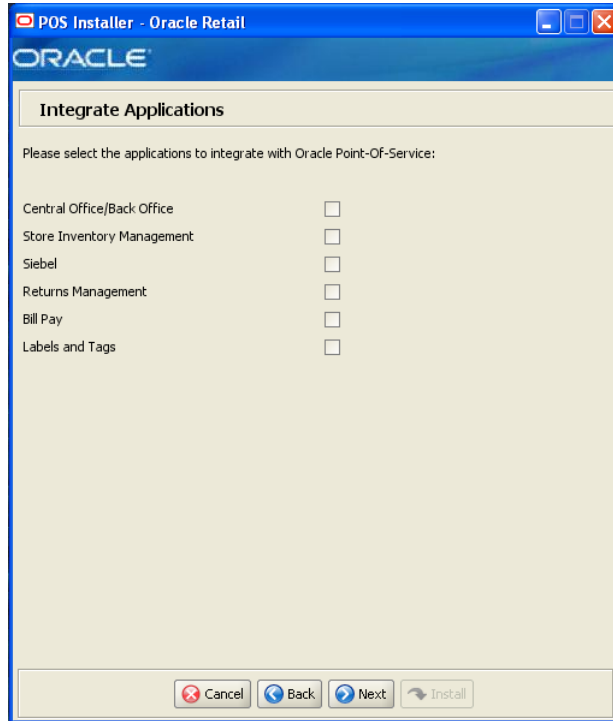 POS Installer - Oracle Retail
ORACLE
Integrate Applications
Please select the applications to integrate with Oracle Point-Of-Service:
Central Office/Back Office
Store Inventory Management
Siebel
Returns Management
Bill Pay
Labels and Tags
Cancel Back Next Install